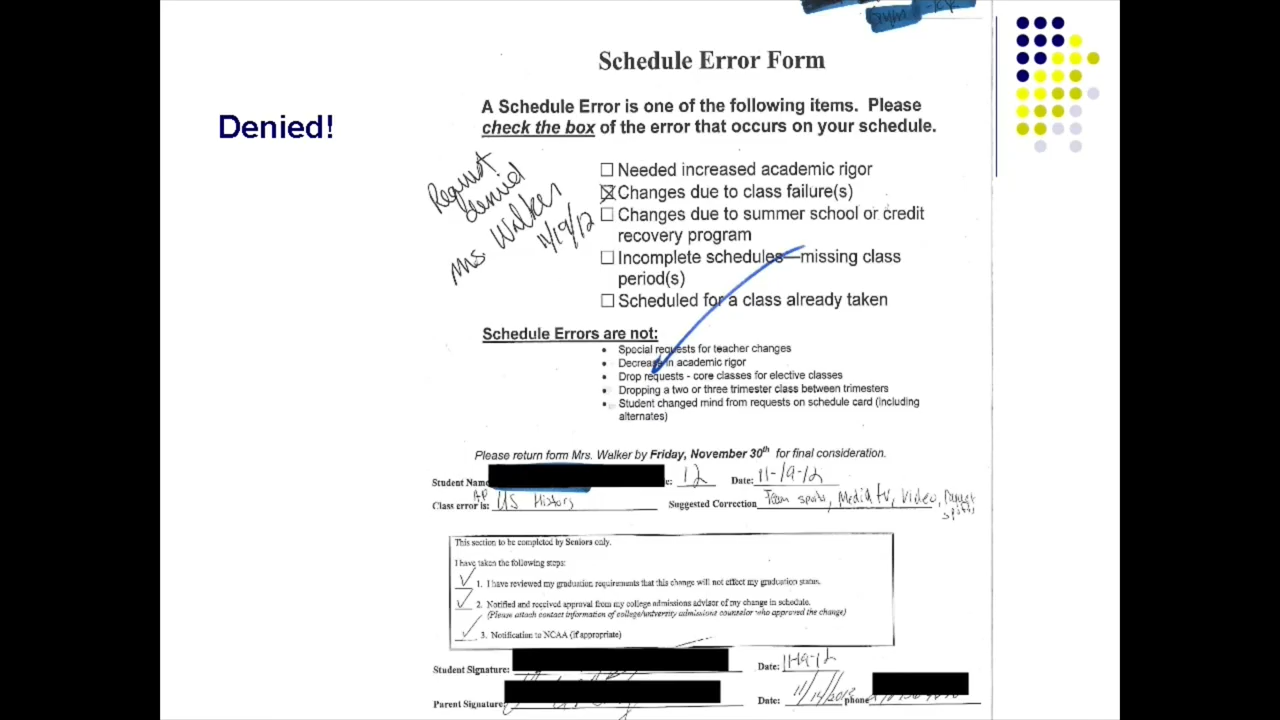 Denied!
Schedule Error Form
A Schedule Error is one of the following items. Please
check the box of the error that occurs on your schedule.
Request
denied
Mrs. Walker
11/19/12
Needed increased academic rigor
Changes due to class failure(s)
Changes due to summer school or credit
recovery program
Incomplete schedules—missing class
period(s)
Scheduled for a class already taken
Schedule Errors are not:
Special requests for teacher changes
Decrease in academic rigor
Drop requests - core classes for elective classes
Dropping a two or three trimester class between trimesters
Student changed mind from requests on schedule card (including
alternates)
Please return form Mrs. Walker by Friday, November 30th for final consideration.
Student Name 12 Date: 11-19-12
Class error is: AP US History Suggested Correction Team sports, Media tv, Video,
This section to be completed by Seniors only.
I have taken the following steps:
1. I have reviewed my graduation requirements that this change will not effect my graduation status.
2. Notified and received approval from my college admissions advisor of my change in schedule.
(Please attach contact information of college/university admissions counselor who approved the change)
3. Notification to NCAA (if appropriate)
Student Signature: Date: 11-19-12
Parent Signature: Date: 11/14/2012 phone